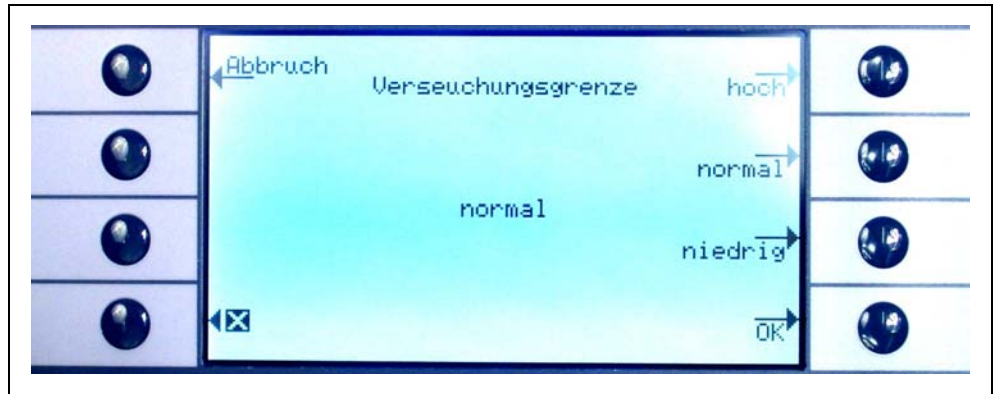 Abbruch
Verseuchungsgrenze
hoch
normal
normal
niedrig
OK